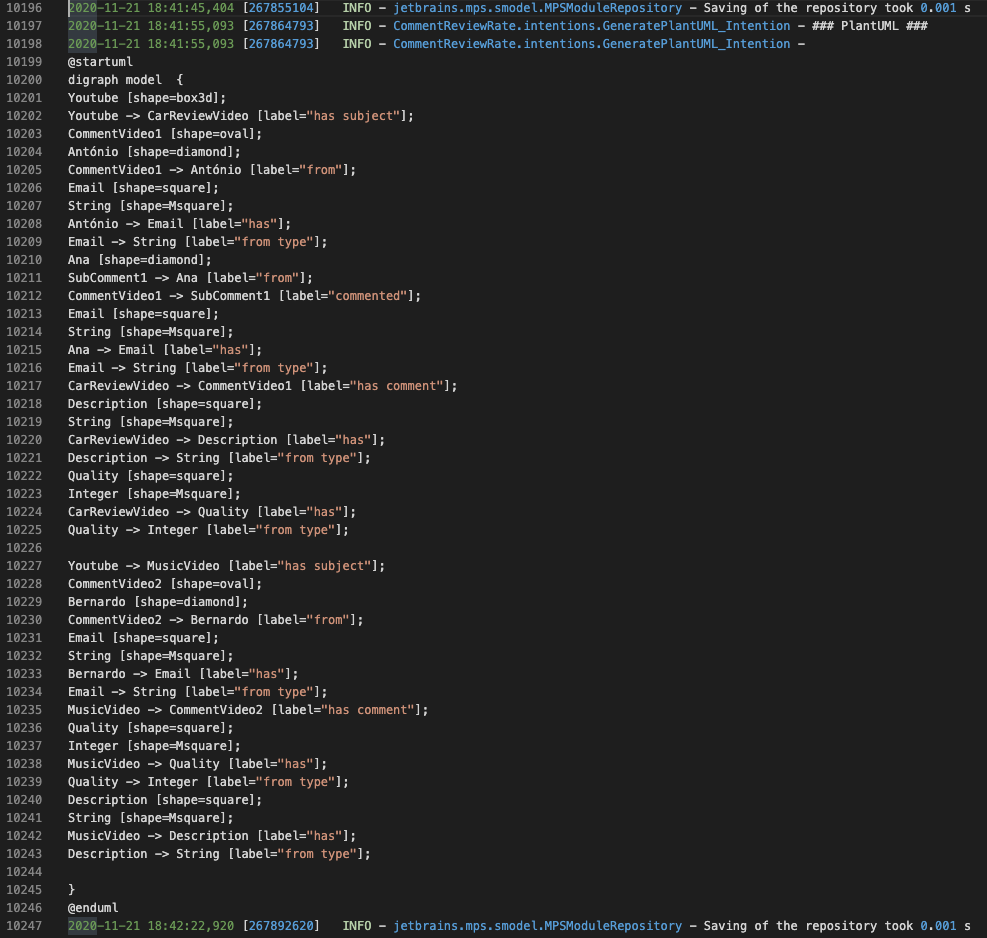 10196 2020-11-21 18:41:45,404 [267855104]   INFO - jetbrains.mps.smodel.MPSModuleRepository - Saving of the repository took 0.001 s
10197 2020-11-21 18:41:55,093 [267864793]   INFO - CommentReviewRate.intentions.GeneratePlantUML_Intention - ### PlantUML ###
10198 2020-11-21 18:41:55,093 [267864793]   INFO - CommentReviewRate.intentions.GeneratePlantUML_Intention -
10199 @startuml
10200 digraph model  {
10201 Youtube [shape=box3d];
10202 Youtube -> CarReviewVideo [label="has subject"];
10203 CommentVideo1 [shape=oval];
10204 António [shape=diamond];
10205 CommentVideo1 -> António [label="from"];
10206 Email [shape=square];
10207 String [shape=Msquare];
10208 António -> Email [label="has"];
10209 Email -> String [label="from type"];
10210 Ana [shape=diamond];
10211 SubComment1 -> Ana [label="from"];
10212 CommentVideo1 -> SubComment1 [label="commented"];
10213 Email [shape=square];
10214 String [shape=Msquare];
10215 Ana -> Email [label="has"];
10216 Email -> String [label="from type"];
10217 CarReviewVideo -> CommentVideo1 [label="has comment"];
10218 Description [shape=square];
10219 String [shape=Msquare];
10220 CarReviewVideo -> Description [label="has"];
10221 Description -> String [label="from type"];
10222 Quality [shape=square];
10223 Integer [shape=Msquare];
10224 CarReviewVideo -> Quality [label="has"];
10225 Quality -> Integer [label="from type"];
10226
10227 Youtube -> MusicVideo [label="has subject"];
10228 CommentVideo2 [shape=oval];
10229 Bernardo [shape=diamond];
10230 CommentVideo2 -> Bernardo [label="from"];
10231 Email [shape=square];
10232 String [shape=Msquare];
10233 Bernardo -> Email [label="has"];
10234 Email -> String [label="from type"];
10235 MusicVideo -> CommentVideo2 [label="has comment"];
10236 Quality [shape=square];
10237 Integer [shape=Msquare];
10238 MusicVideo -> Quality [label="has"];
10239 Quality -> Integer [label="from type"];
10240 Description [shape=square];
10241 String [shape=Msquare];
10242 MusicVideo -> Description [label="has"];
10243 Description -> String [label="from type"];
10244
10245 }
10246 @enduml
10247 2020-11-21 18:42:22,920 [267892620]   INFO - jetbrains.mps.smodel.MPSModuleRepository - Saving of the repository took 0.001 s